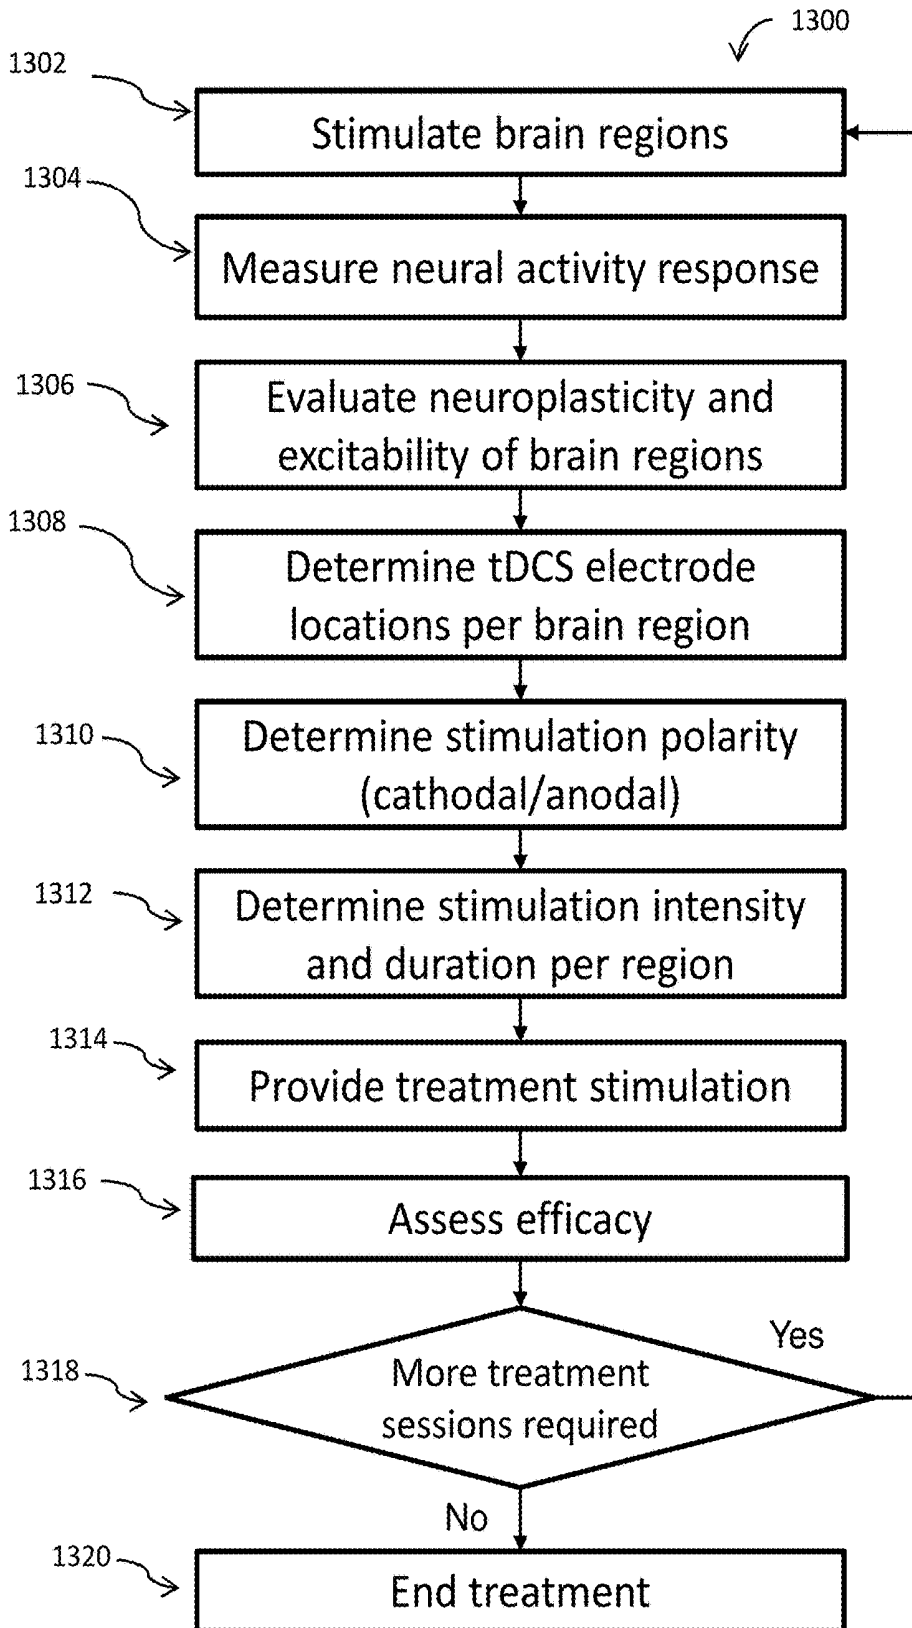 1300
1302
Stimulate brain regions
1304
Measure neural activity response
1306
Evaluate neuroplasticity and
excitability of brain regions
1308
Determine tDCS electrode
locations per brain region
1310
Determine stimulation polarity
(cathodal/anodal)
1312
Determine stimulation intensity
and duration per region
1314
Provide treatment stimulation
1316
Assess efficacy
Yes
1318
More treatment
sessions required
No
1320
End treatment